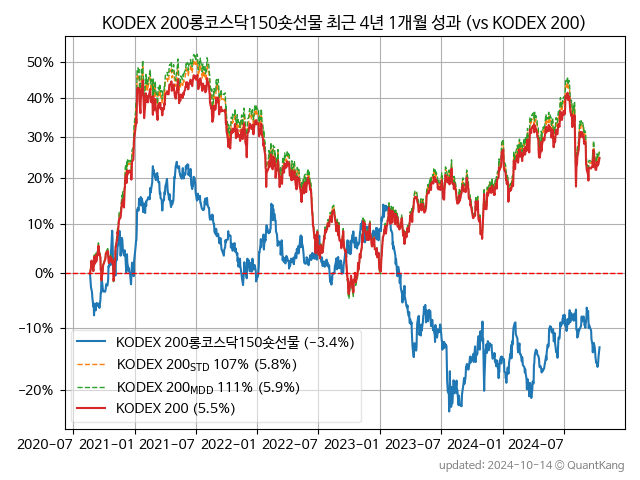 KODEX 200롱코스닥150숏선물 최근 4년 1개월 성과 (vs KODEX 200)
50%
40%
30%
20%
10%
0%
−10%
−20%
KODEX 200롱코스닥150숏선물 (−3.4%)
KODEX 200STD 107% (5.8%)
KODEX 200MDD 111% (5.9%)
KODEX 200 (5.5%)
2020-07 2021-01 2021-07 2022-01 2022-07 2023-01 2023-07 2024-01 2024-07
updated: 2024-10-14 © QuantKang